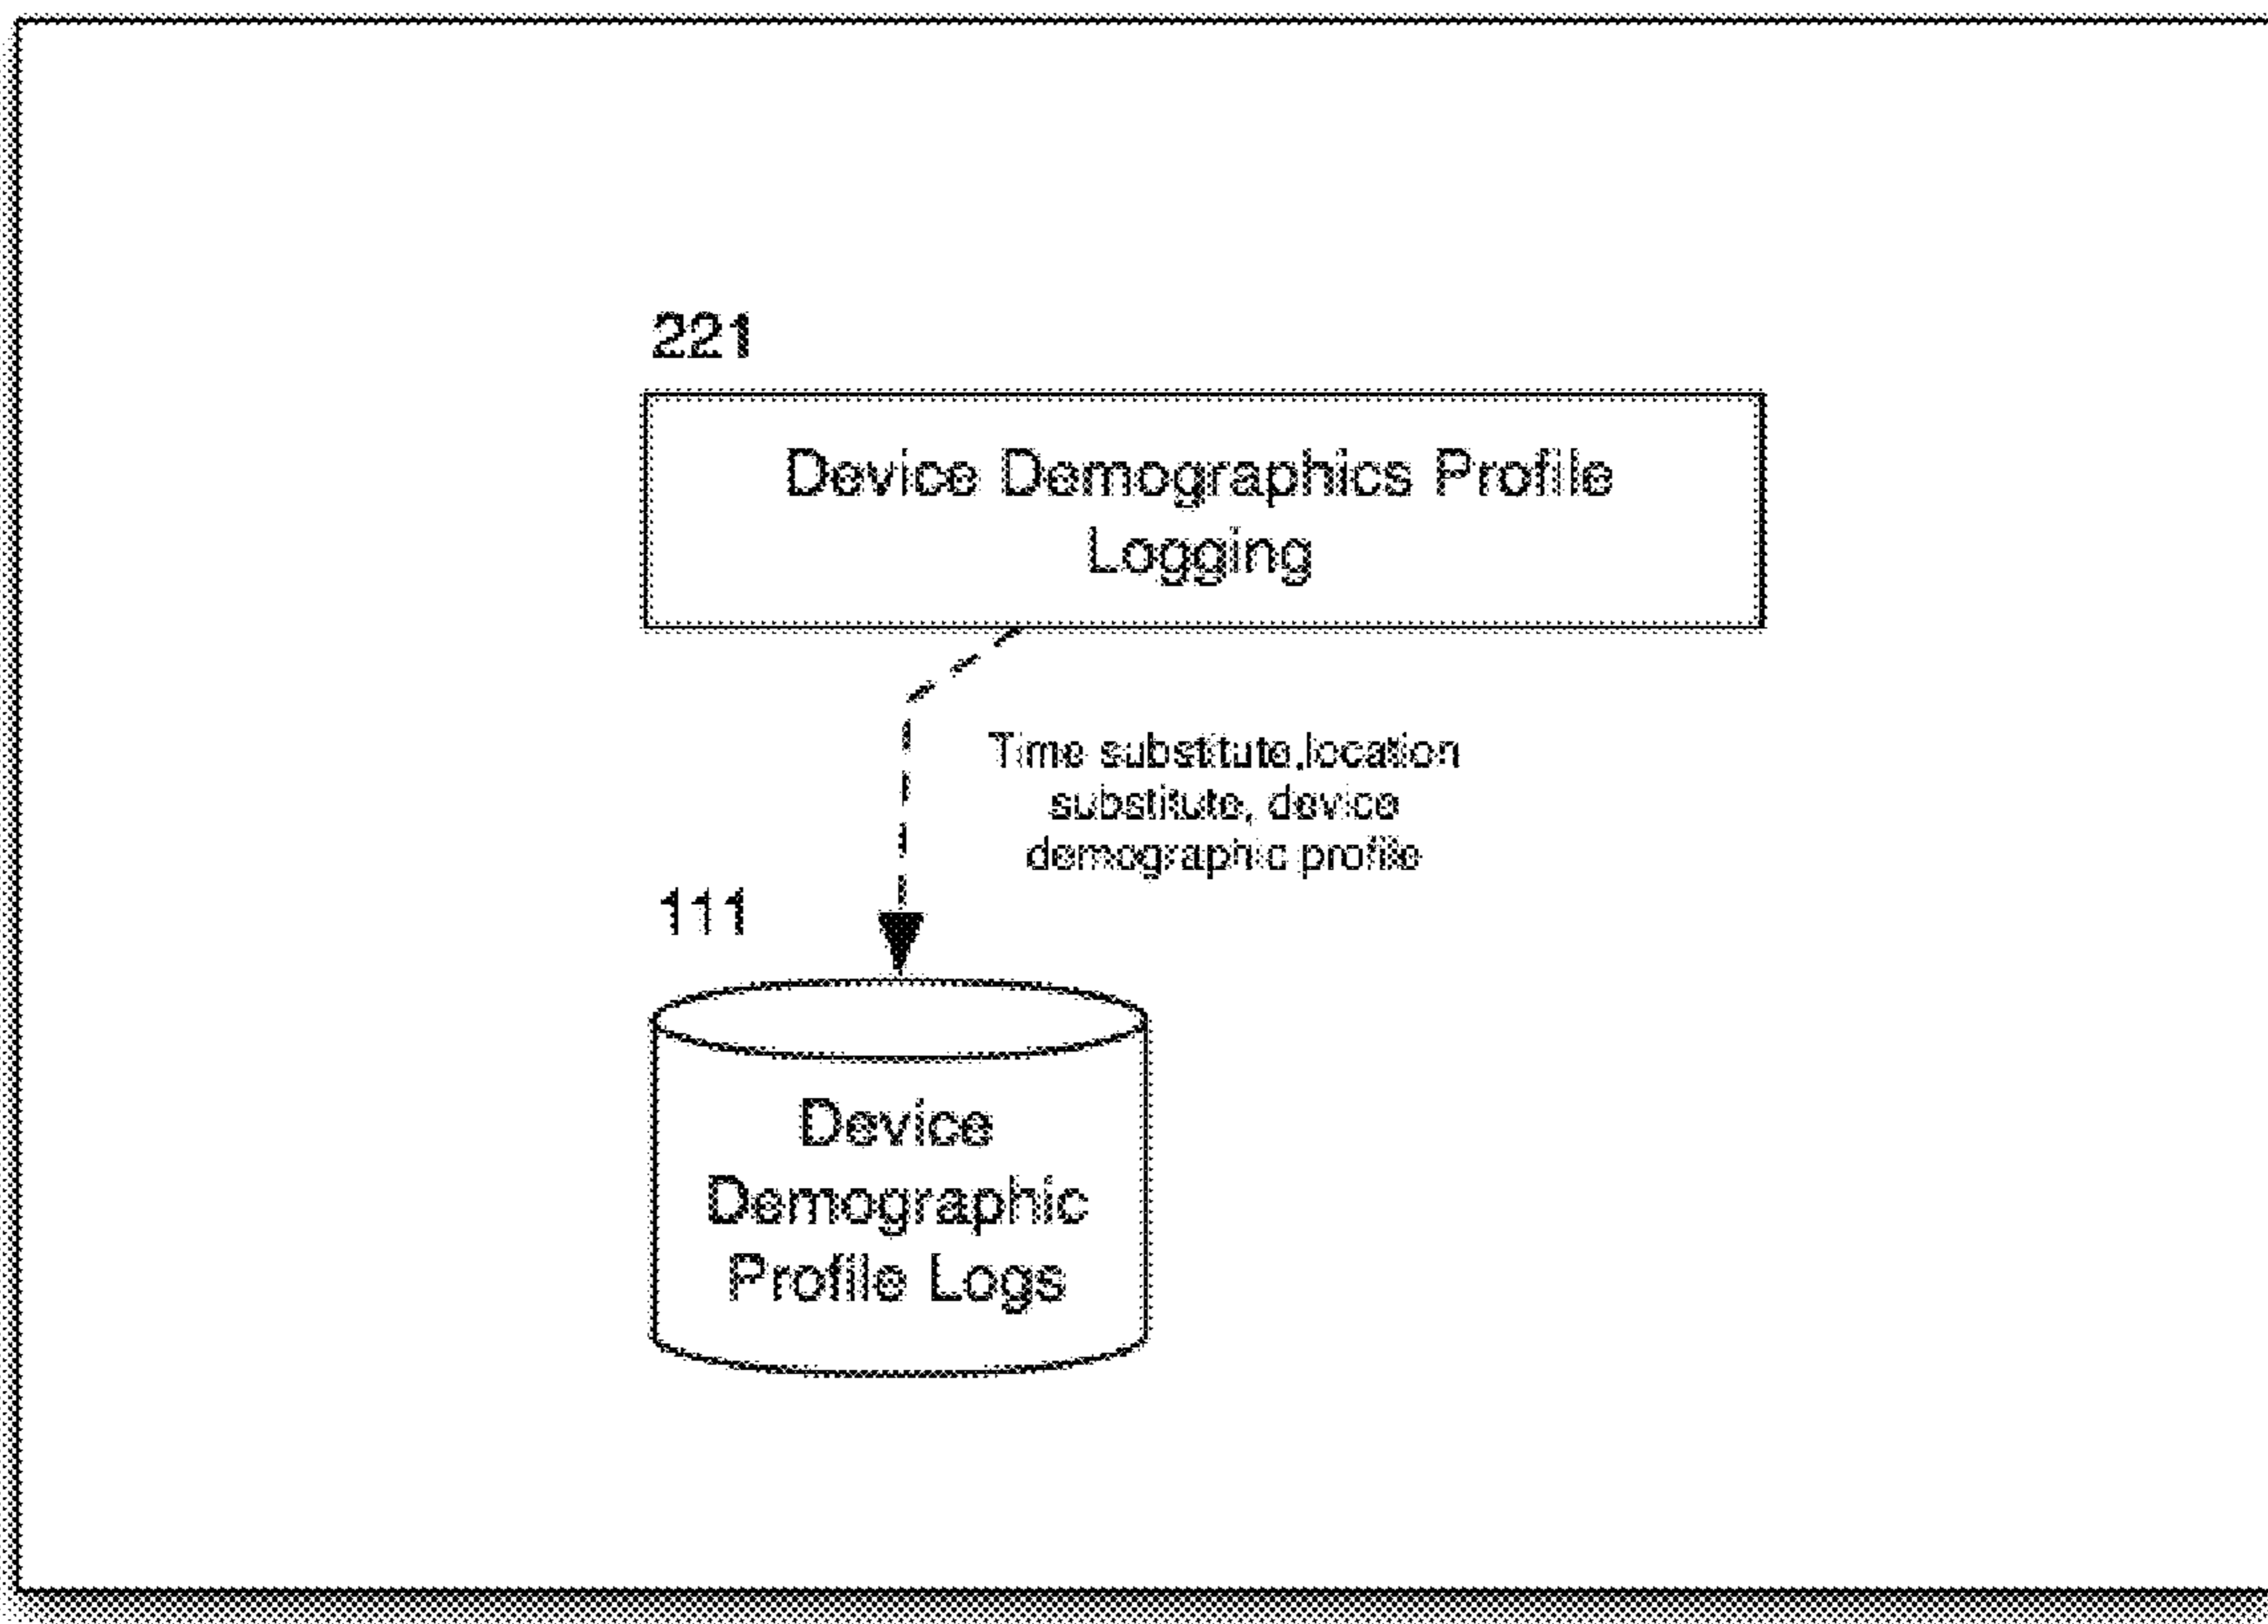 221
Device Demographics Profile
Logging
Time substitute,location
substitute, device
demographic profile
111
Device
Demographic
Profile Logs